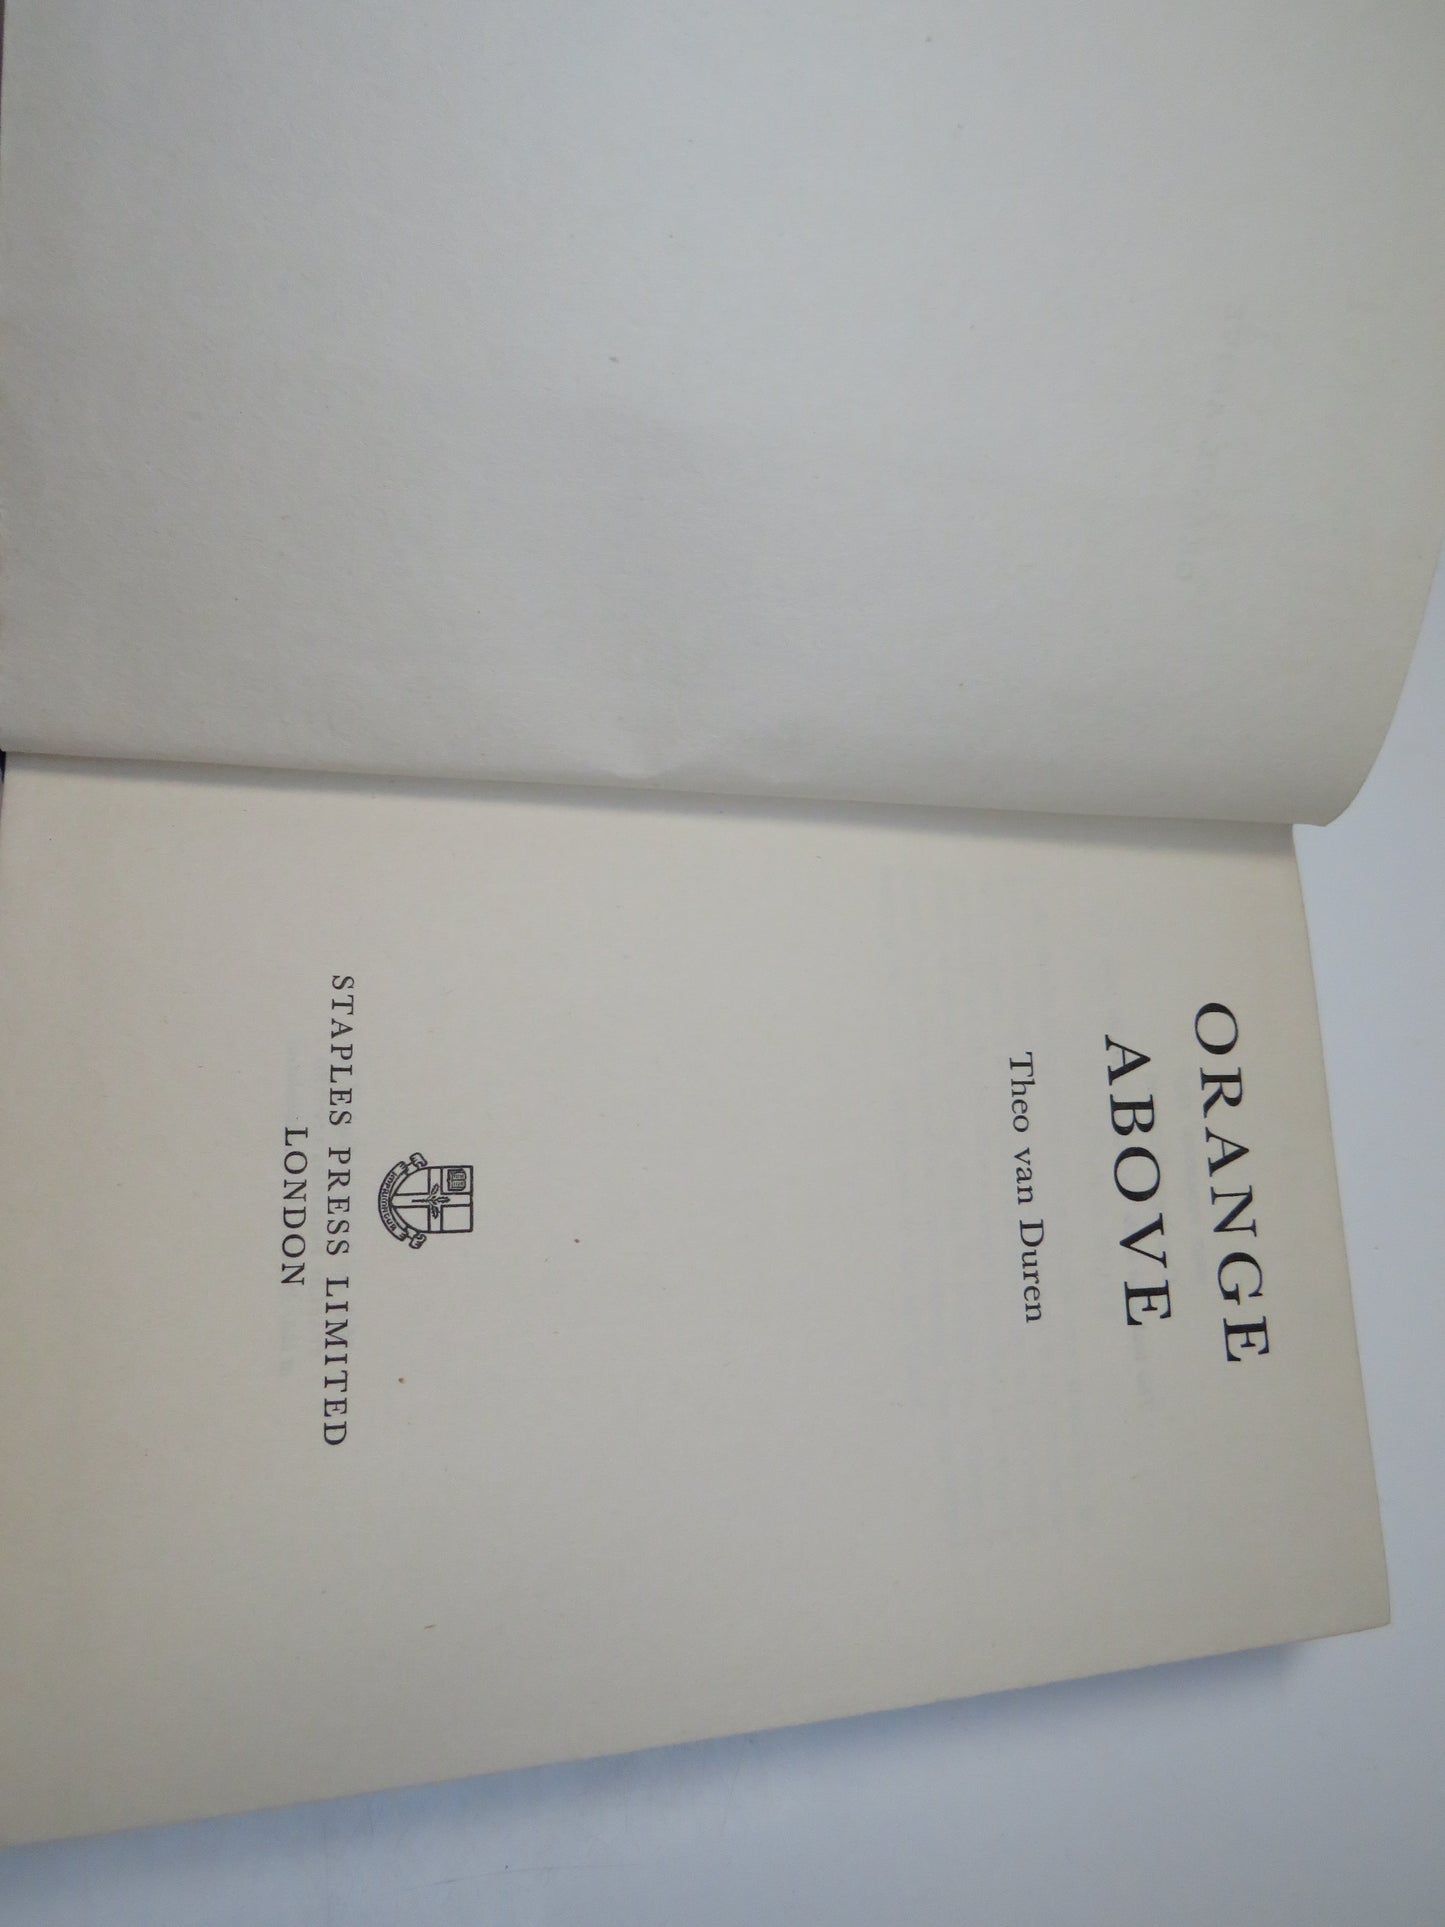 ORANGE
ABOVE
Theo van Duren
STAPLES PRESS LIMITED
LONDON